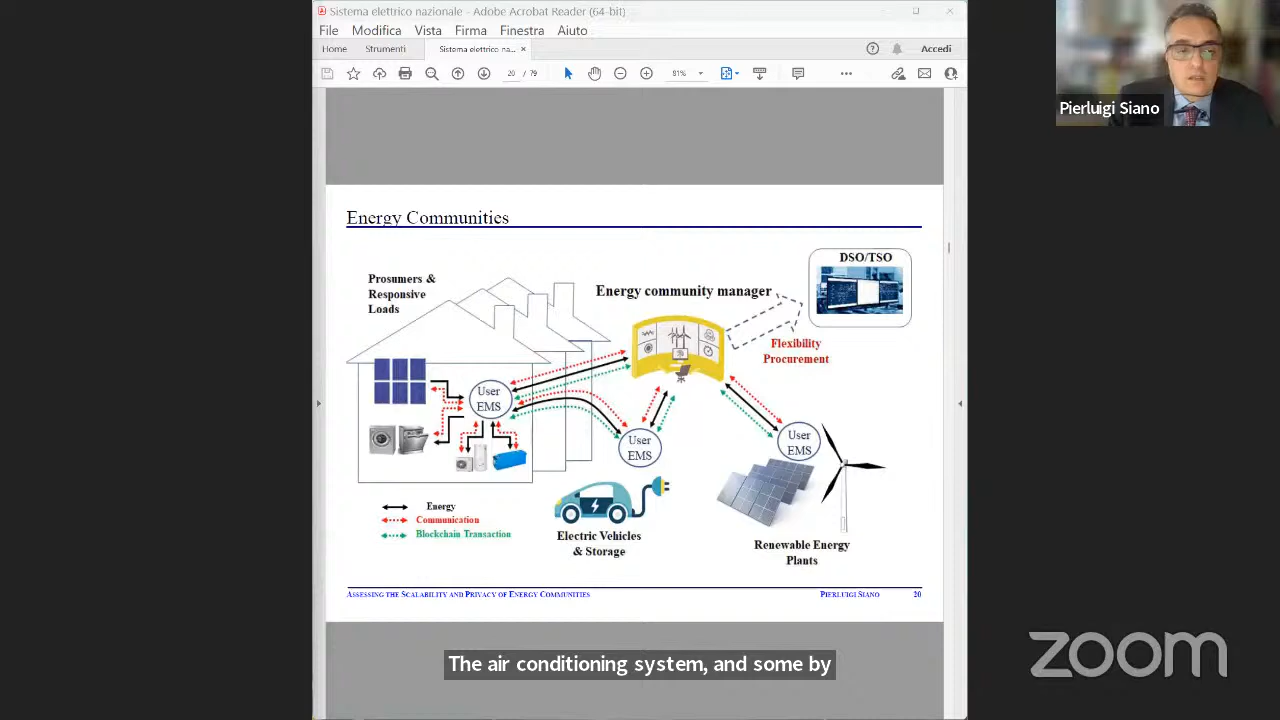 Sistema elettrico nazionale - Adobe Acrobat Reader (64-bit)
File Modifica Vista Firma Finestra Aiuto
Home Strumenti Sistema elettrico na... × Accedi
20 / 79 81%
Pierluigi Siano
Energy Communities
DSO/TSO
Prosumers &
Responsive
Loads
Energy community manager
Flexibility
Procurement
User
EMS
User
EMS
User
EMS
Energy
Communication
Blockchain Transaction
Electric Vehicles
& Storage
Renewable Energy
Plants
ASSESSING THE SCALABILITY AND PRIVACY OF ENERGY COMMUNITIES PIERLUIGI SIANO 20
The air conditioning system, and some by
zoom